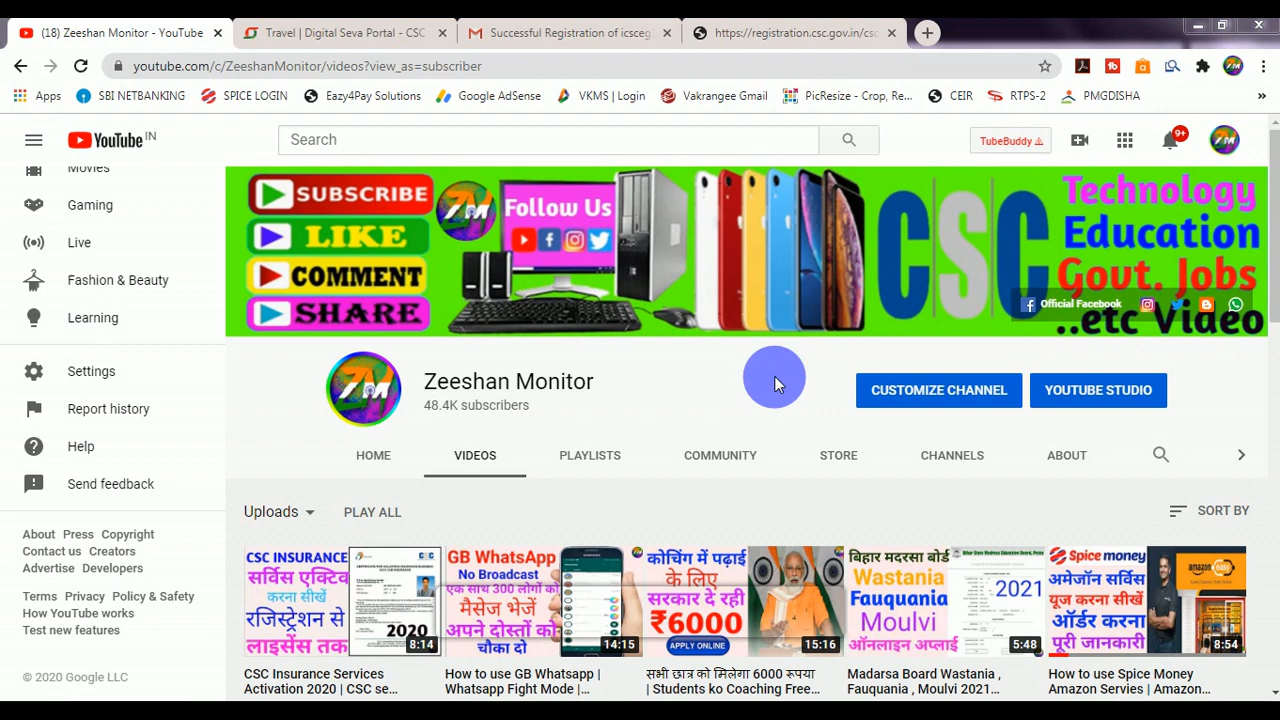 (18) Zeeshan Monitor - YouTube
Travel | Digital Seva Portal - CSC
Successful Registration of icsceg
https://registration.csc.gov.in/csc
youtube.com/c/ZeeshanMonitor/videos?view_as=subscriber
Apps
SBI NETBANKING
SPICE LOGIN
Eazy4Pay Solutions
Google AdSense
VKMS | Login
Vakrangee Gmail
PicResize - Crop, Re...
CEIR
RTPS-2
PMGDISHA
»
YouTube IN
Search
TubeBuddy
9+
ZM
Movies
Gaming
Live
Fashion & Beauty
Learning
Settings
Report history
Help
Send feedback
About Press Copyright
Contact us Creators
Advertise Developers
Terms Privacy Policy & Safety
How YouTube works
Test new features
© 2020 Google LLC
SUBSCRIBE
LIKE
COMMENT
SHARE
ZM
Follow Us
CSC
Technology
Education
Govt. Jobs
..etc Video
Official Facebook
ZM
Zeeshan Monitor
48.4K subscribers
CUSTOMIZE CHANNEL
YOUTUBE STUDIO
HOME
VIDEOS
PLAYLISTS
COMMUNITY
STORE
CHANNELS
ABOUT
Uploads
PLAY ALL
SORT BY
CSC INSURANCE
सर्विस एक्टिव
करना सीखें
रजिस्ट्रेशन से
लाइसेंस तक
2020
8:14
GB WhatsApp
No Broadcast
एक साथ 300 लोगों को
मैसेज भेजें
अपने दोस्तों को
चौका दो
14:15
कोचिंग में पढ़ाई
के लिए
सरकार दे रही
₹6000
APPLY ONLINE
15:16
बिहार मदरसा बोर्ड
Wastania
Fauquania
Moulvi
ऑनलाइन अप्लाई
2021
5:48
Spice money
अमेजॉन सर्विस
यूज करना सीखें
ऑर्डर करना
पूरी जानकारी
amazon easy
8:54
CSC Insurance Services
Activation 2020 | CSC se...
How to use GB Whatsapp |
Whatsapp Fight Mode |...
सभी छात्र को मिलेगा 6000 रूपया
| Students ko Coaching Free...
Madarsa Board Wastania ,
Fauquania , Moulvi 2021...
How to use Spice Money
Amazon Servies | Amazon...